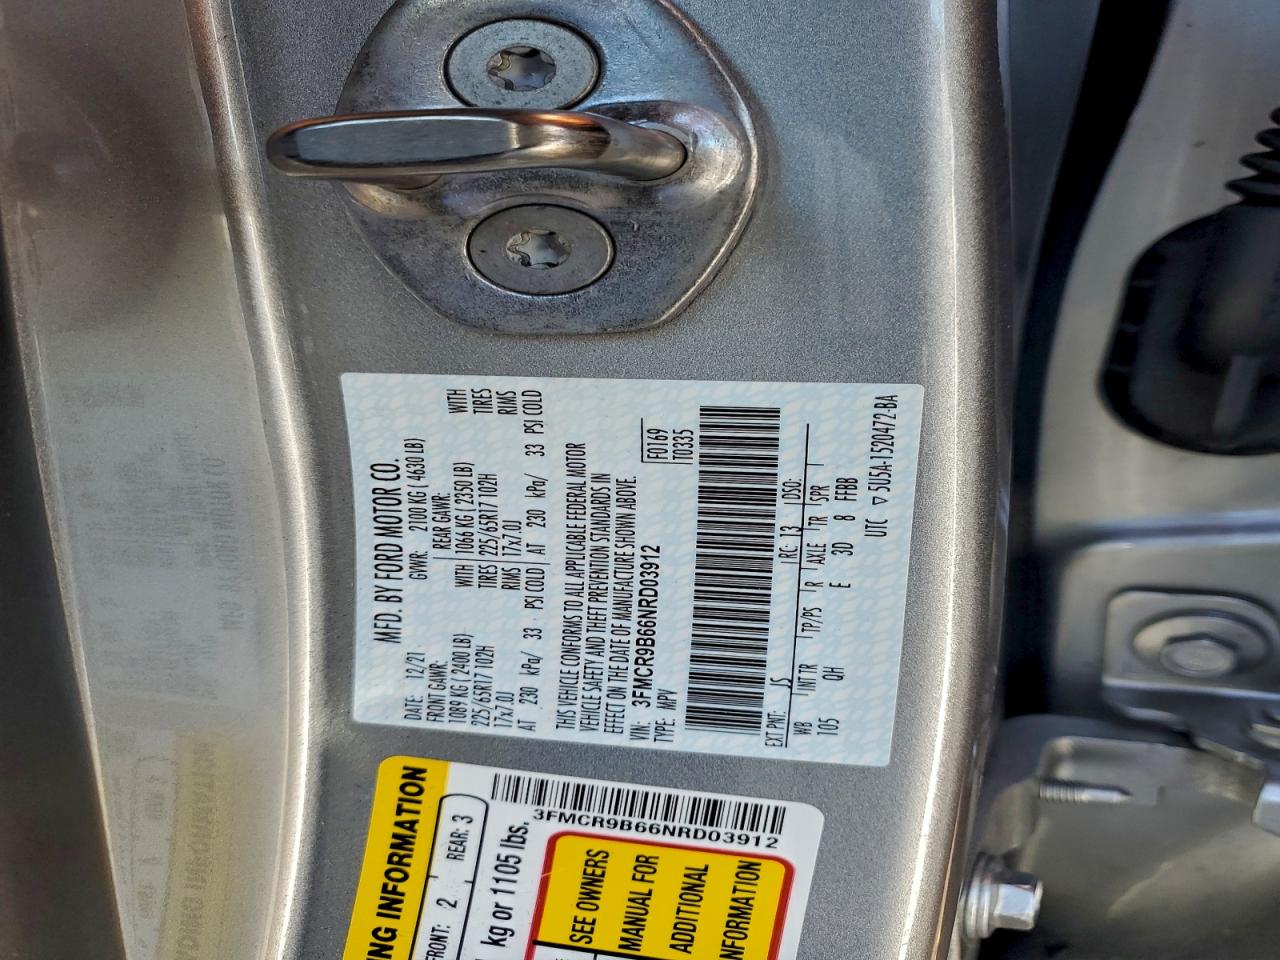 MFD. BY FORD MOTOR CO.
DATE: 12/21 GVWR: 2100 KG ( 4630 LB)
FRONT GAWR: REAR GAWR:
1089 KG ( 2400 LB) WITH 1066 KG ( 2350 LB) WITH
225/65R17 102H TIRES 225/65R17 102H TIRES
17x7.0J RIMS 17x7.0J RIMS
AT 230 kPa/ 33 PSI COLD AT 230 kPa/ 33 PSI COLD
THIS VEHICLE CONFORMS TO ALL APPLICABLE FEDERAL MOTOR
VEHICLE SAFETY AND THEFT PREVENTION STANDARDS IN
EFFECT ON THE DATE OF MANUFACTURE SHOWN ABOVE.
VIN: 3FMCR9B66NRD03912
TYPE: MPV
F0169
T0335
EXT PNT: JS RC: 13 DSO:
WB INT TR TP/PS R AXLE TR SPR
105 QH E 3D 8 FFBB
UTC ▽ 5U5A-1520472-BA
NG INFORMATION
FRONT: 2 REAR: 3
kg or 1105 lbs.
3FMCR9B66NRD03912
SEE OWNERS
MANUAL FOR
ADDITIONAL
NFORMATION